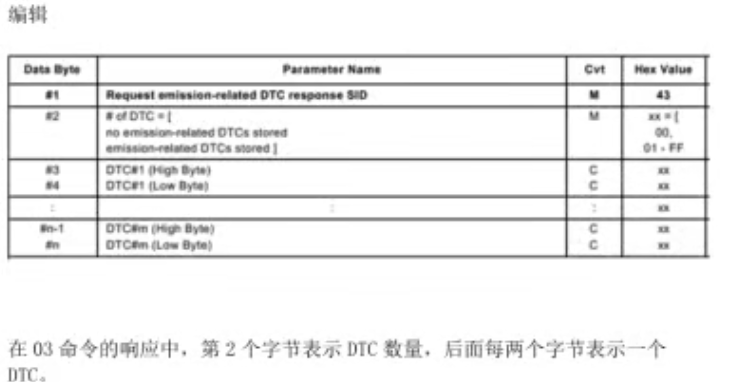 编辑
Data Byte Parameter Name Cvt Hex Value
#1 Request emission-related DTC response SID M 43
#2 # of DTC = [ M xx = [
no emission-related DTCs stored 00,
emission-related DTCs stored ] 01 - FF
#3 DTC#1 (High Byte) C xx
#4 DTC#1 (Low Byte) C xx
: : : xx
#n-1 DTC#m (High Byte) C xx
#n DTC#m (Low Byte) C xx
在 03 命令的响应中，第 2 个字节表示 DTC 数量，后面每两个字节表示一个
DTC。